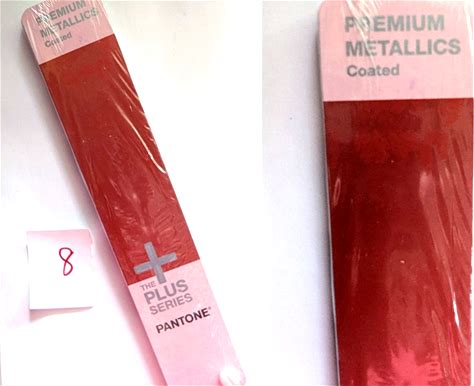 PREMIUM
METALLICS
Coated
8
THE
PLUS
SERIES
PANTONE®
PREMIUM
METALLICS
Coated